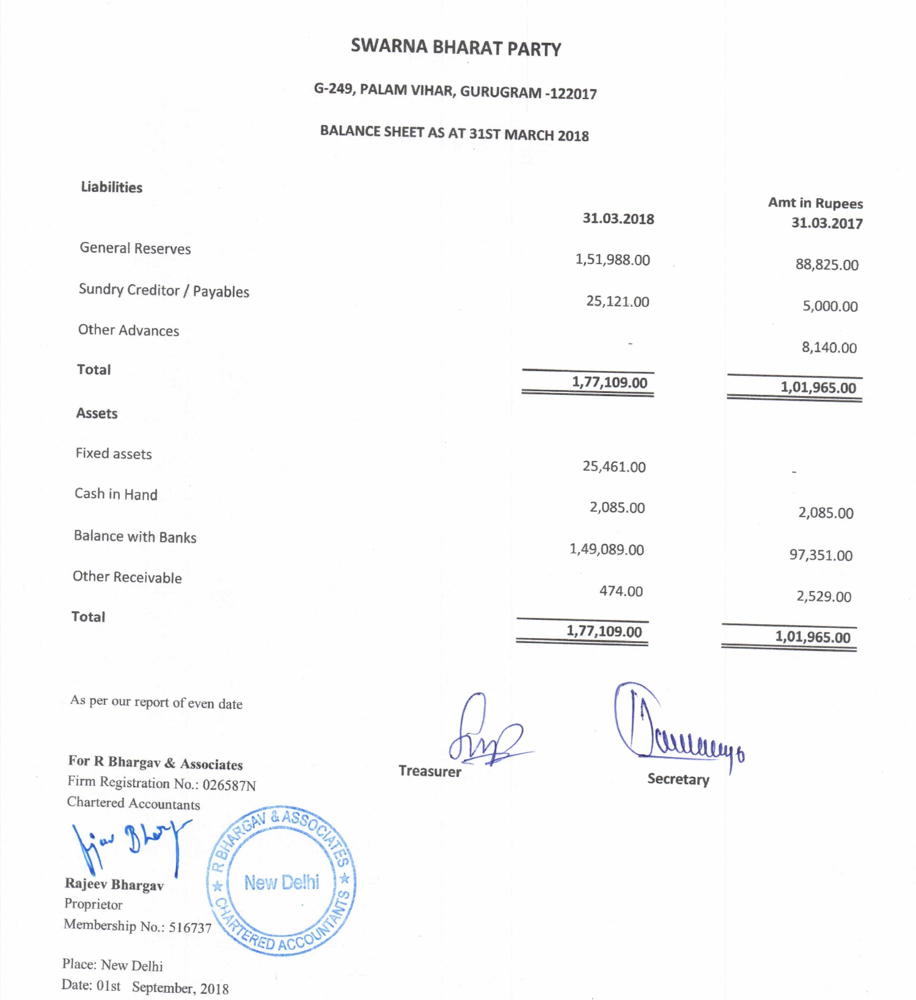 SWARNA BHARAT PARTY
G-249, PALAM VIHAR, GURUGRAM -122017
BALANCE SHEET AS AT 31ST MARCH 2018
Liabilities
Amt in Rupees
31.03.2018 31.03.2017
General Reserves 1,51,988.00 88,825.00
Sundry Creditor / Payables 25,121.00 5,000.00
Other Advances - 8,140.00
Total 1,77,109.00 1,01,965.00
Assets
Fixed assets 25,461.00 -
Cash in Hand 2,085.00 2,085.00
Balance with Banks 1,49,089.00 97,351.00
Other Receivable 474.00 2,529.00
Total 1,77,109.00 1,01,965.00
As per our report of even date
Treasurer Secretary
For R Bhargav & Associates
Firm Registration No.: 026587N
Chartered Accountants
R BHARGAV & ASSOCIATES
New Delhi
CHARTERED ACCOUNTANTS
Rajeev Bhargav
Proprietor
Membership No.: 516737
Place: New Delhi
Date: 01st September, 2018